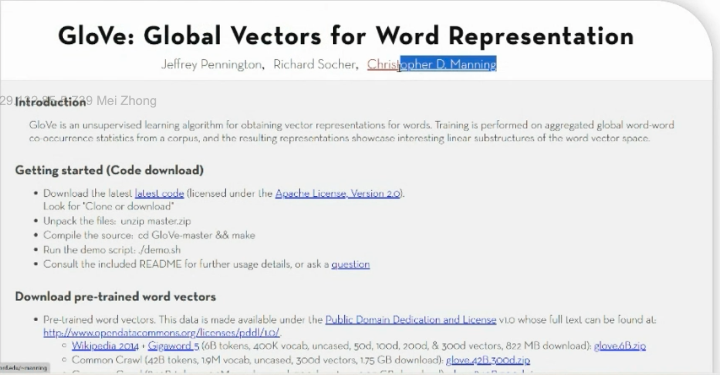 GloVe: Global Vectors for Word Representation
Jeffrey Pennington, Richard Socher, Christopher D. Manning
Mei Zhong
Introduction
GloVe is an unsupervised learning algorithm for obtaining vector representations for words. Training is performed on aggregated global word-word
co-occurrence statistics from a corpus, and the resulting representations showcase interesting linear substructures of the word vector space.
Getting started (Code download)
Download the latest latest code (licensed under the Apache License, Version 2.0).
Look for "Clone or download"
Unpack the files: unzip master.zip
Compile the source: cd GloVe-master && make
Run the demo script: ./demo.sh
Consult the included README for further usage details, or ask a question
Download pre-trained word vectors
Pre-trained word vectors. This data is made available under the Public Domain Dedication and License v1.0 whose full text can be found at:
http://www.opendatacommons.org/licenses/pddl/1.0/.
Wikipedia 2014 + Gigaword 5 (6B tokens, 400K vocab, uncased, 50d, 100d, 200d, & 300d vectors, 822 MB download): glove.6B.zip
Common Crawl (42B tokens, 1.9M vocab, uncased, 300d vectors, 1.75 GB download): glove.42B.300d.zip